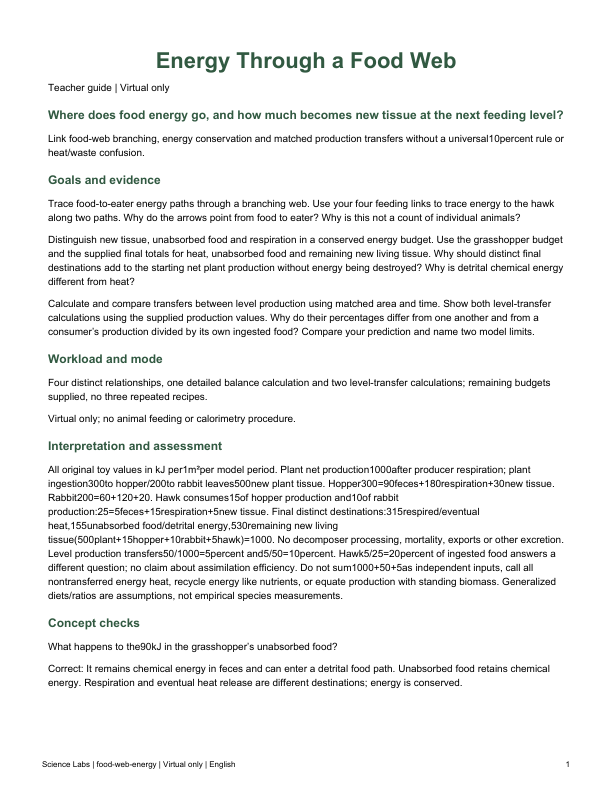 Energy Through a Food Web
Teacher guide | Virtual only
Where does food energy go, and how much becomes new tissue at the next feeding level?
Link food-web branching, energy conservation and matched production transfers without a universal10percent rule or
heat/waste confusion.
Goals and evidence
Trace food-to-eater energy paths through a branching web. Use your four feeding links to trace energy to the hawk
along two paths. Why do the arrows point from food to eater? Why is this not a count of individual animals?
Distinguish new tissue, unabsorbed food and respiration in a conserved energy budget. Use the grasshopper budget
and the supplied final totals for heat, unabsorbed food and remaining new living tissue. Why should distinct final
destinations add to the starting net plant production without energy being destroyed? Why is detrital chemical energy
different from heat?
Calculate and compare transfers between level production using matched area and time. Show both level-transfer
calculations using the supplied production values. Why do their percentages differ from one another and from a
consumer's production divided by its own ingested food? Compare your prediction and name two model limits.
Workload and mode
Four distinct relationships, one detailed balance calculation and two level-transfer calculations; remaining budgets
supplied, no three repeated recipes.
Virtual only; no animal feeding or calorimetry procedure.
Interpretation and assessment
All original toy values in kJ per1m²per model period. Plant net production1000after producer respiration; plant
ingestion300to hopper/200to rabbit leaves500new plant tissue. Hopper300=90feces+180respiration+30new tissue.
Rabbit200=60+120+20. Hawk consumes15of hopper production and10of rabbit
production:25=5feces+15respiration+5new tissue. Final distinct destinations:315respired/eventual
heat,155unabsorbed food/detrital energy,530remaining new living
tissue(500plant+15hopper+10rabbit+5hawk)=1000. No decomposer processing, mortality, exports or other excretion.
Level production transfers50/1000=5percent and5/50=10percent. Hawk5/25=20percent of ingested food answers a
different question; no claim about assimilation efficiency. Do not sum1000+50+5as independent inputs, call all
nontransferred energy heat, recycle energy like nutrients, or equate production with standing biomass. Generalized
diets/ratios are assumptions, not empirical species measurements.
Concept checks
What happens to the90kJ in the grasshopper's unabsorbed food?
Correct: It remains chemical energy in feces and can enter a detrital food path. Unabsorbed food retains chemical
energy. Respiration and eventual heat release are different destinations; energy is conserved.
Science Labs | food-web-energy | Virtual only | English
1